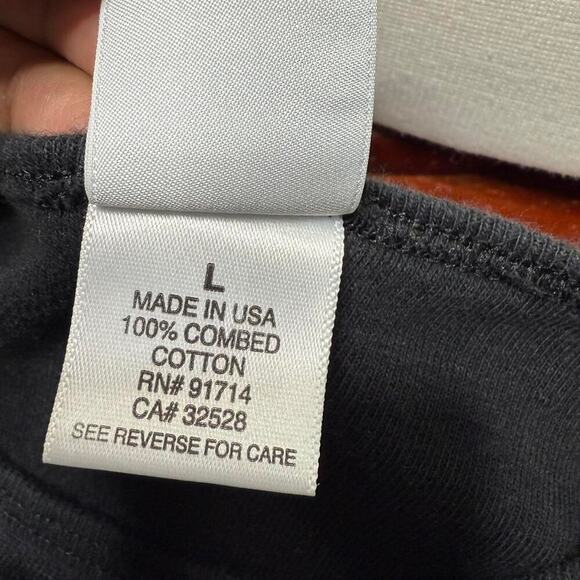 L
MADE IN USA
100% COMBED
COTTON
RN# 91714
CA# 32528
SEE REVERSE FOR CARE